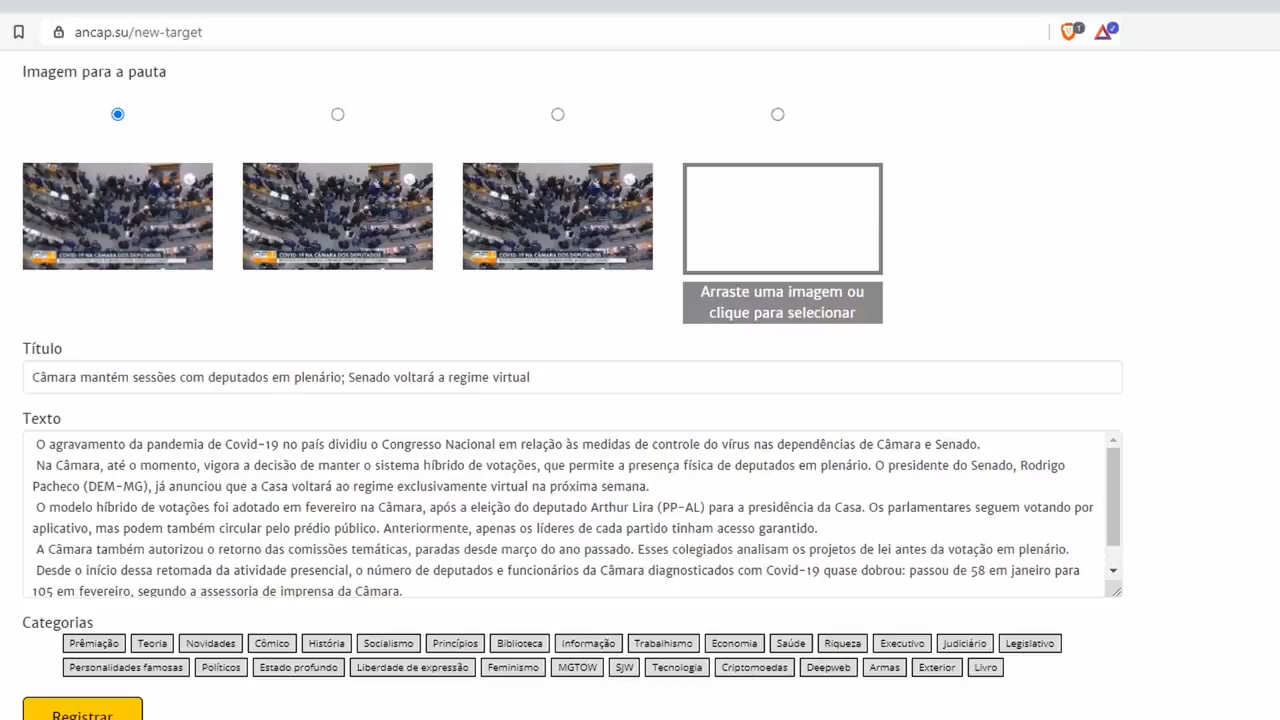 ancap.su/new-target
1
Imagem para a pauta
COVID-19 NA CÂMARA DOS DEPUTADOS
COVID-19 NA CÂMARA DOS DEPUTADOS
COVID-19 NA CÂMARA DOS DEPUTADOS
Arraste uma imagem ou
clique para selecionar
Título
Câmara mantém sessões com deputados em plenário; Senado voltará a regime virtual
Texto
O agravamento da pandemia de Covid-19 no país dividiu o Congresso Nacional em relação às medidas de controle do vírus nas dependências de Câmara e Senado.
Na Câmara, até o momento, vigora a decisão de manter o sistema híbrido de votações, que permite a presença física de deputados em plenário. O presidente do Senado, Rodrigo
Pacheco (DEM-MG), já anunciou que a Casa voltará ao regime exclusivamente virtual na próxima semana.
O modelo híbrido de votações foi adotado em fevereiro na Câmara, após a eleição do deputado Arthur Lira (PP-AL) para a presidência da Casa. Os parlamentares seguem votando por
aplicativo, mas podem também circular pelo prédio público. Anteriormente, apenas os líderes de cada partido tinham acesso garantido.
A Câmara também autorizou o retorno das comissões temáticas, paradas desde março do ano passado. Esses colegiados analisam os projetos de lei antes da votação em plenário.
Desde o início dessa retomada da atividade presencial, o número de deputados e funcionários da Câmara diagnosticados com Covid-19 quase dobrou: passou de 58 em janeiro para
105 em fevereiro, segundo a assessoria de imprensa da Câmara.
Categorias
Prêmiação Teoria Novidades Cômico História Socialismo Princípios Biblioteca Informação Trabalhismo Economia Saúde Riqueza Executivo Judiciário Legislativo
Personalidades famosas Políticos Estado profundo Liberdade de expressão Feminismo MGTOW SJW Tecnologia Criptomoedas Deepweb Armas Exterior Livro
Registrar